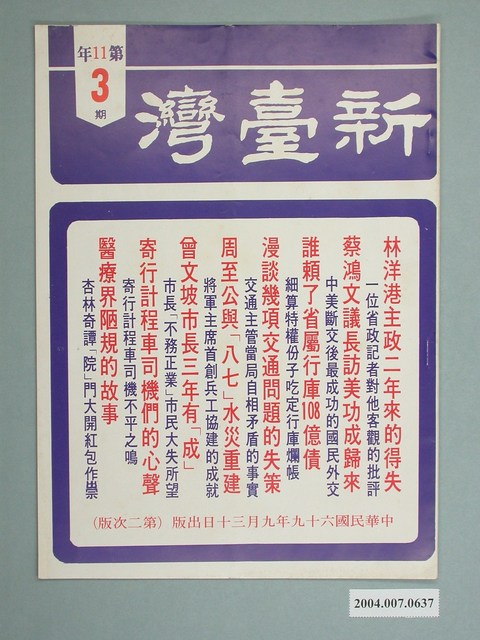 第11年
3
期
新臺灣
林洋港主政二年來的得失
一位省政記者對他客觀的批評
蔡鴻文議長訪美功成歸來
中美斷交後最成功的國民外交
誰賴了省屬行庫108億債
細算特權份子吃定行庫爛帳
漫談幾項交通問題的失策
交通主管當局自相矛盾的事實
周至公與「八七」水災重建
將軍主席首創兵工協建的成就
曾文坡市長三年有「成」
市長「不務正業」市民大失所望
寄行計程車司機們的心聲
寄行計程車司機不平之鳴
醫療界陋規的故事
杏林奇譚「院」門大開紅包作祟
中華民國六十九年九月三十日出版(第二次版)
2004.007.0637